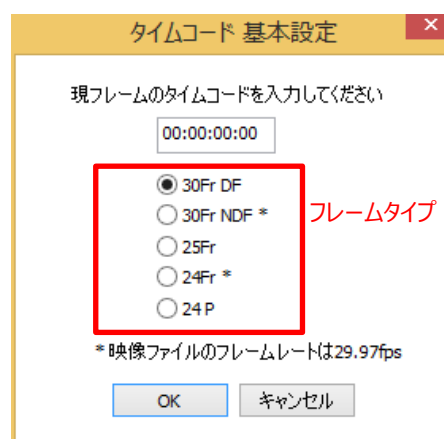 タイムコード 基本設定
現フレームのタイムコードを入力してください
00:00:00:00
30Fr DF
30Fr NDF *
フレームタイプ
25Fr
24Fr *
24 P
* 映像ファイルのフレームレートは29.97fps
OK キャンセル